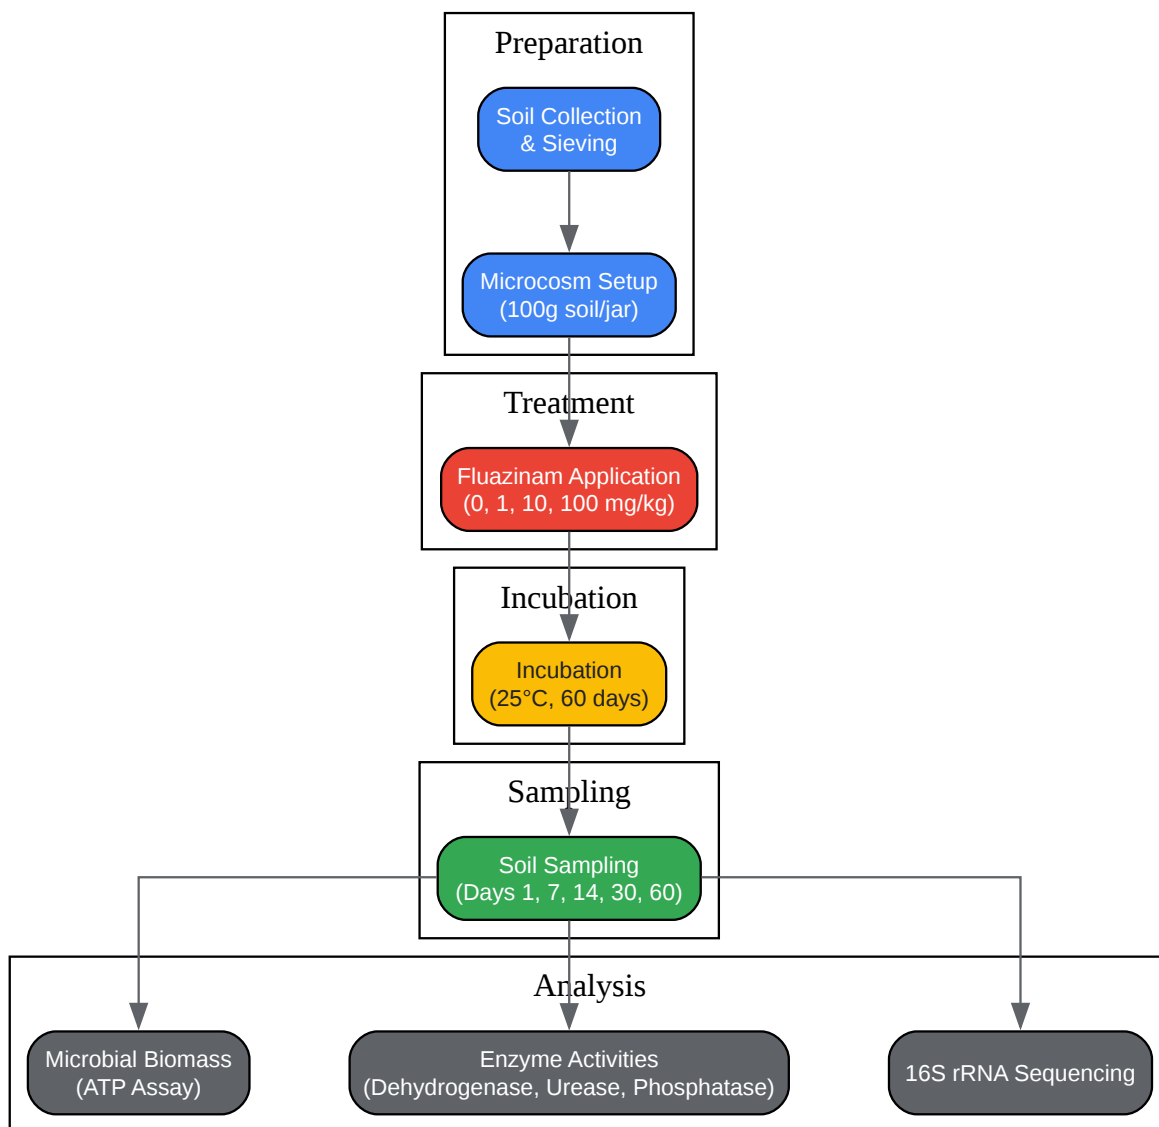 Preparation
Soil Collection
& Sieving
Microcosm Setup
(100g soil/jar)
Treatment
Fluazinam Application
(0, 1, 10, 100 mg/kg)
Incubation
Incubation
(25°C, 60 days)
Sampling
Soil Sampling
(Days 1, 7, 14, 30, 60)
Analysis
Microbial Biomass
(ATP Assay)
Enzyme Activities
(Dehydrogenase, Urease, Phosphatase)
16S rRNA Sequencing